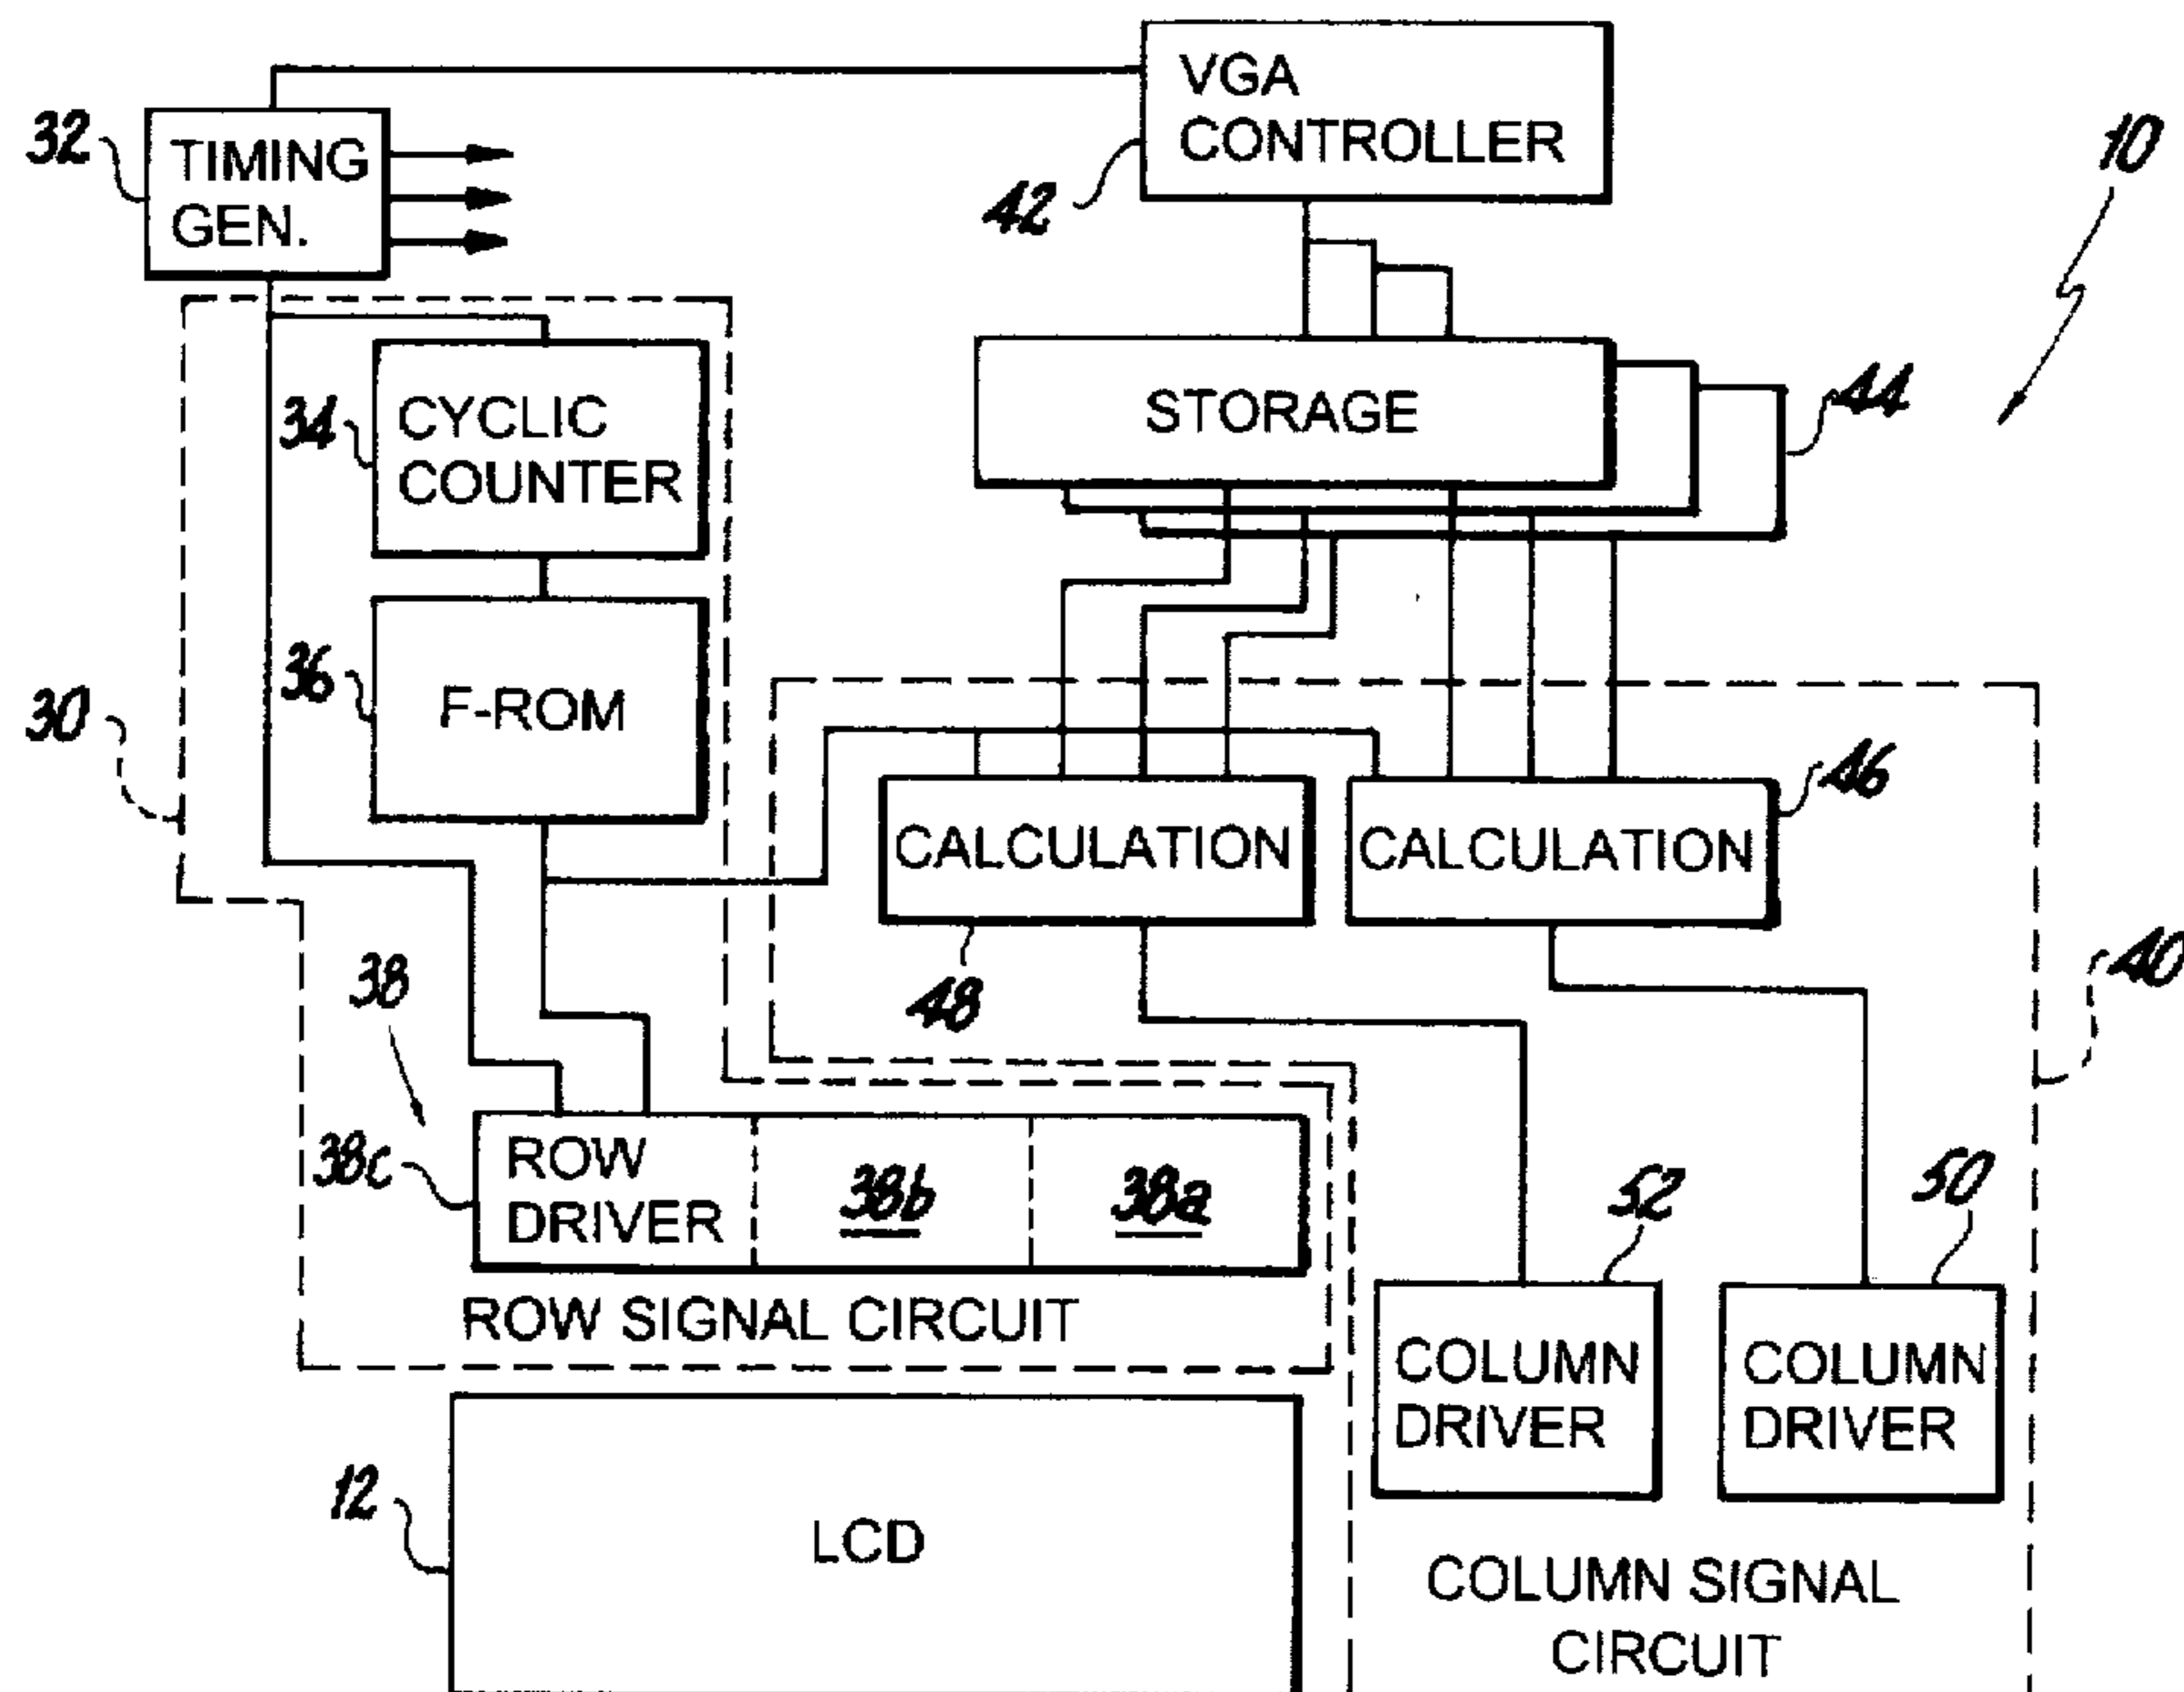 VGA
CONTROLLER
42
10
32
TIMING
GEN.
STORAGE
44
34
CYCLIC
COUNTER
36
F-ROM
30
CALCULATION
48
CALCULATION
46
40
38
38c
ROW
DRIVER
38b
38a
ROW SIGNAL CIRCUIT
52
50
COLUMN
DRIVER
COLUMN
DRIVER
12
LCD
COLUMN SIGNAL
CIRCUIT